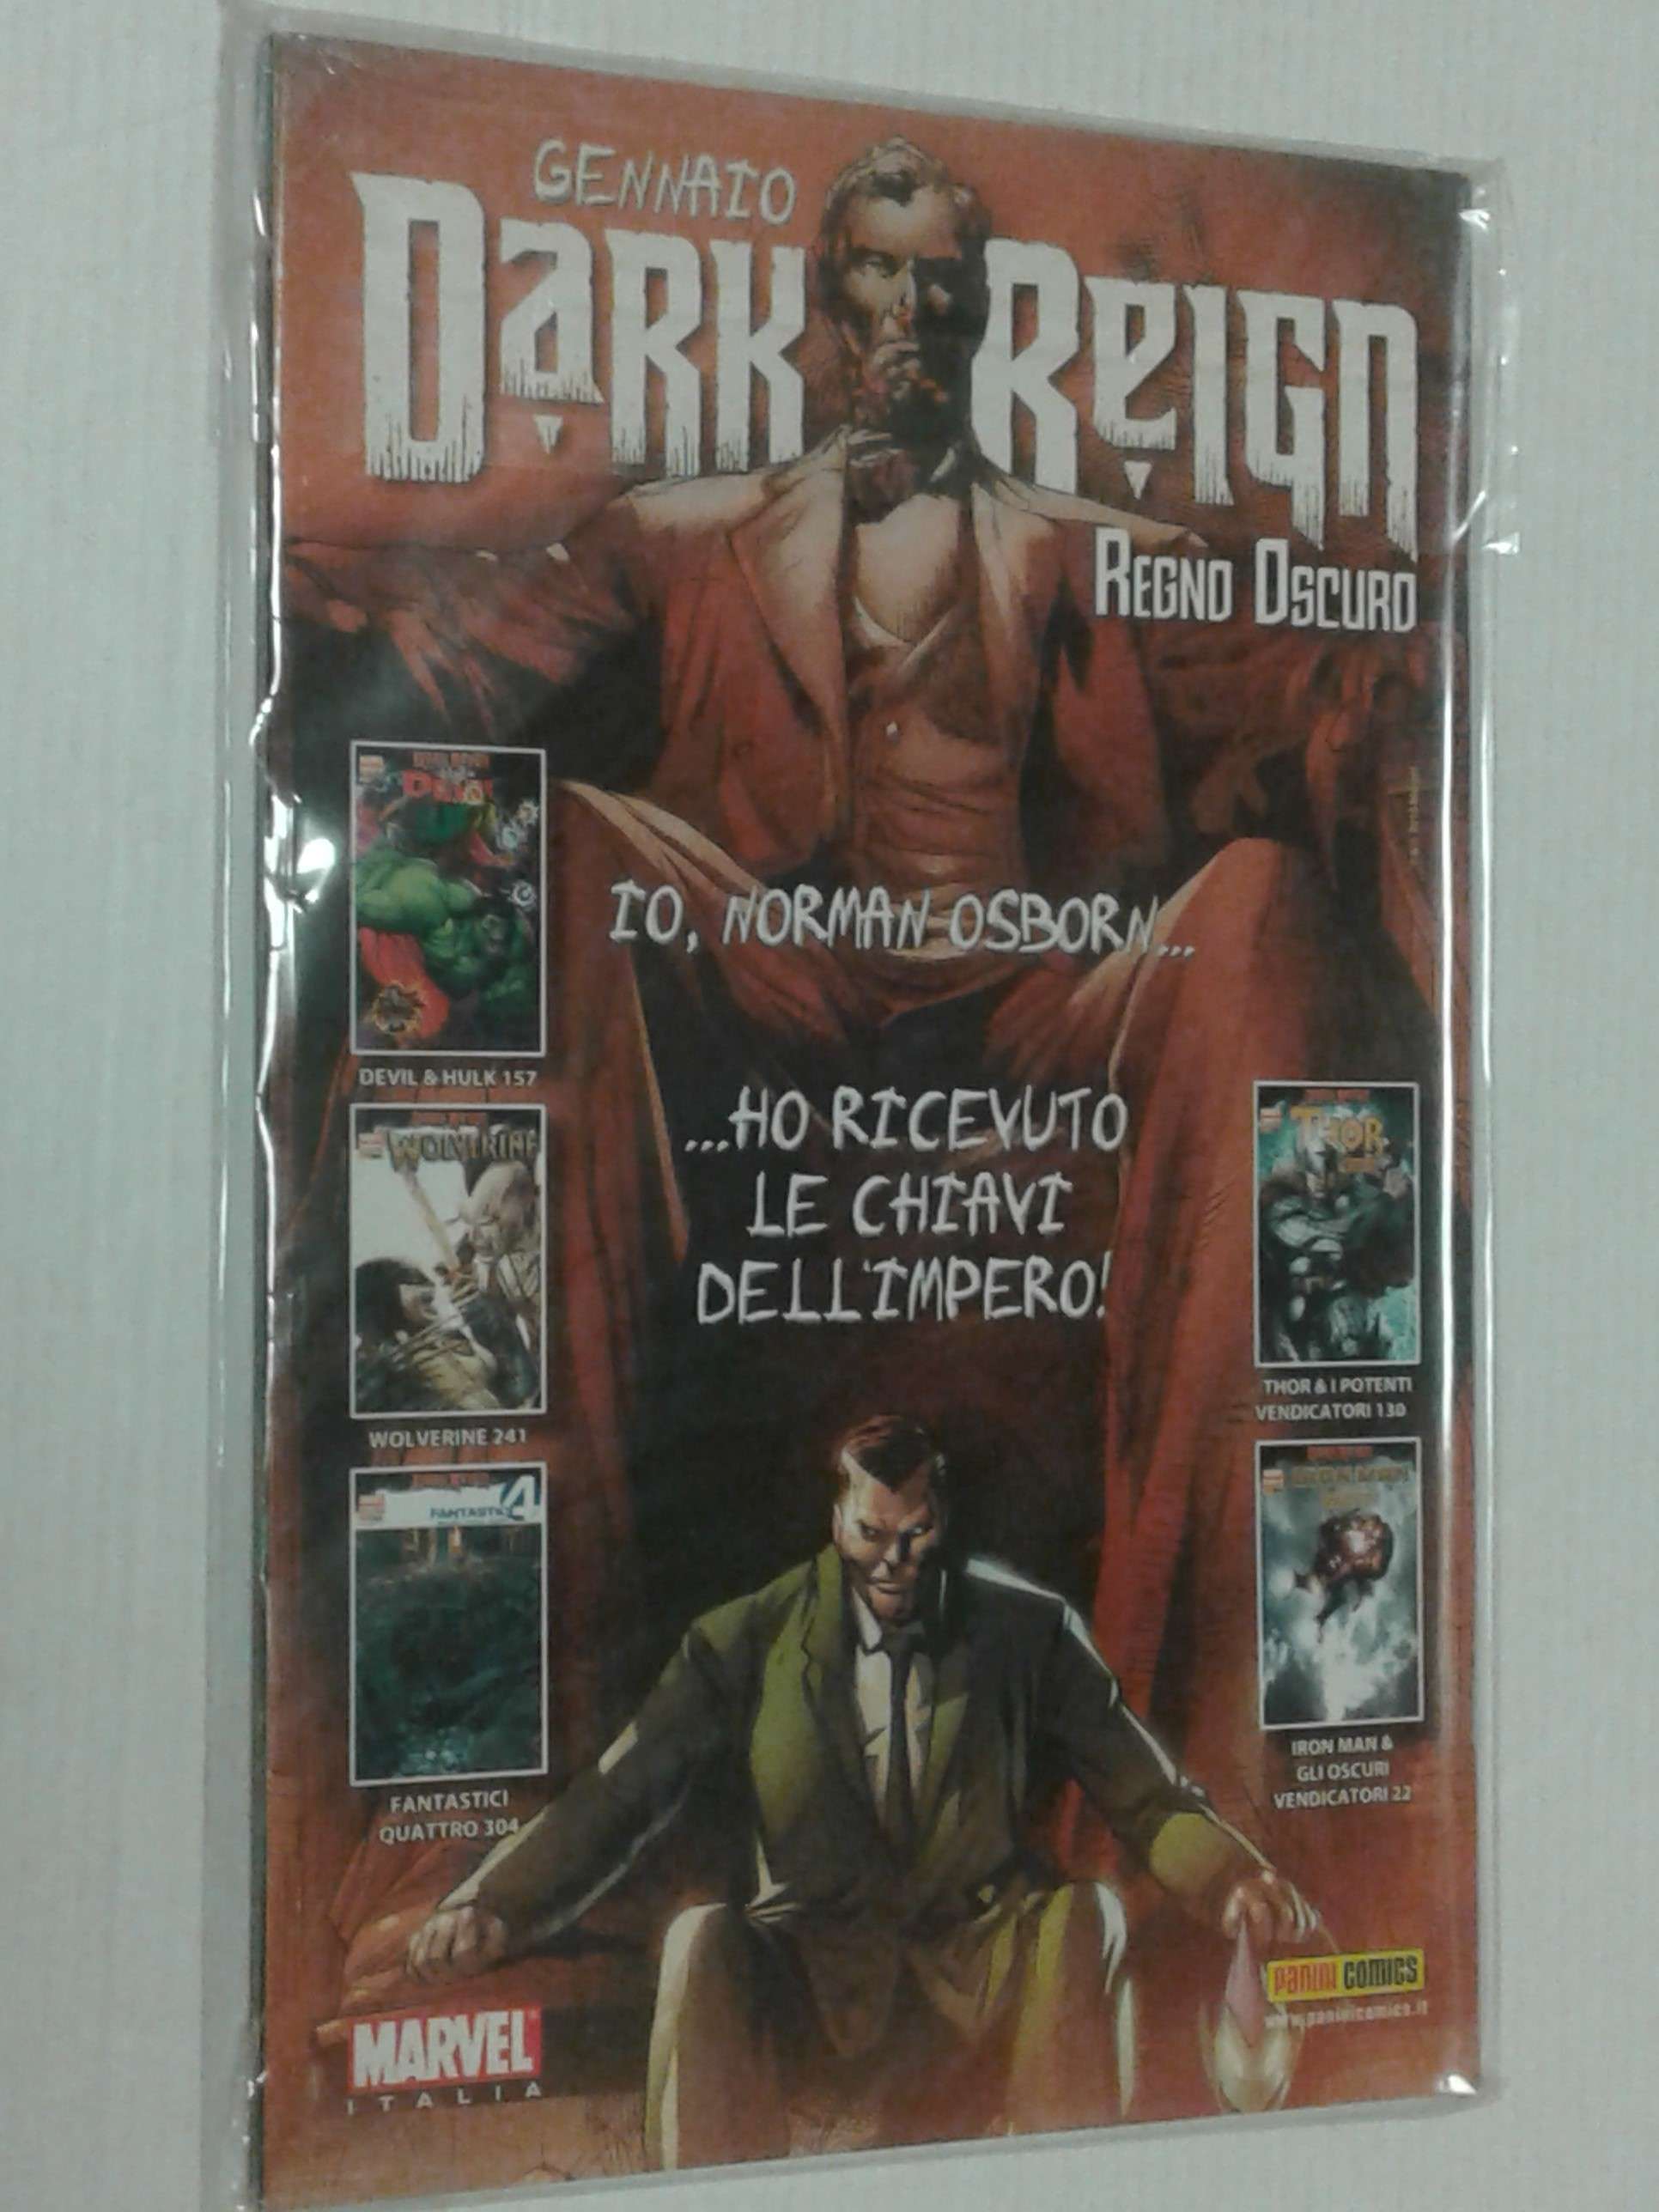 GENNAIO
DARK REIGN
REGNO OSCURO
IO, NORMAN OSBORN...
DEVIL & HULK 157
...HO RICEVUTO
LE CHIAVI
DELL'IMPERO!
WOLVERINE
WOLVERINE 241
THOR
THOR & I POTENTI
VENDICATORI 130
FANTASTICI
QUATTRO 304
IRON MAN &
GLI OSCURI
VENDICATORI 22
PANINI COMICS
www.paninicomics.it
MARVEL
ITALIA